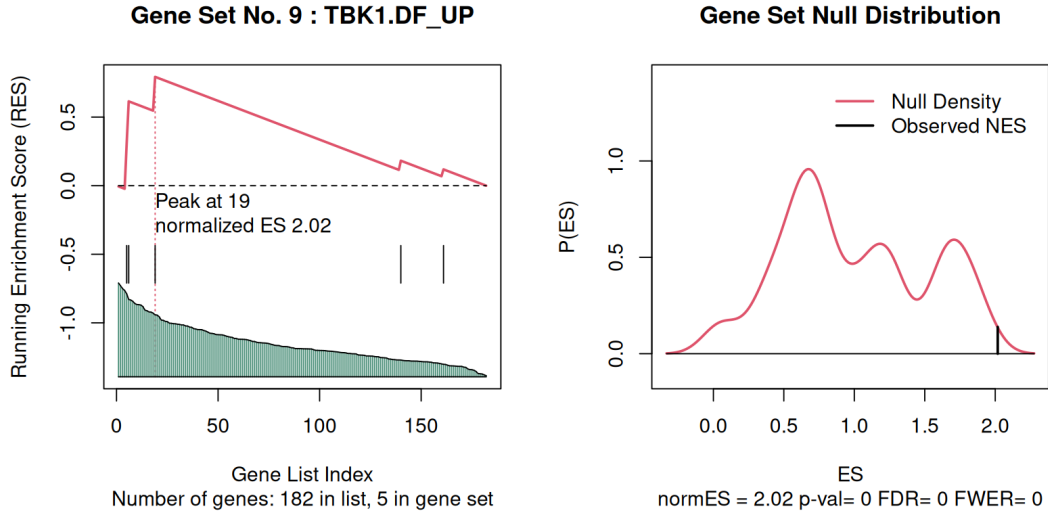 Gene Set No. 9 : TBK1.DF_UP
Running Enrichment Score (RES)
0.5
0.0
-0.5
-1.0
Peak at 19
normalized ES 2.02
0 50 100 150
Gene List Index
Number of genes: 182 in list, 5 in gene set
Gene Set Null Distribution
P(ES)
1.0
0.5
0.0
Null Density
Observed NES
0.0 0.5 1.0 1.5 2.0
ES
normES = 2.02 p-val= 0 FDR= 0 FWER= 0